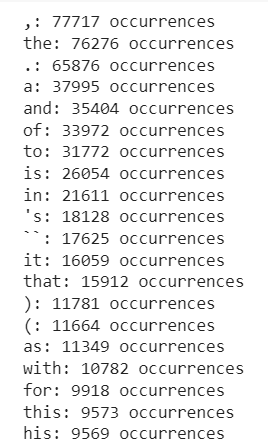 ,: 77717 occurrences
the: 76276 occurrences
.: 65876 occurrences
a: 37995 occurrences
and: 35404 occurrences
of: 33972 occurrences
to: 31772 occurrences
is: 26054 occurrences
in: 21611 occurrences
's: 18128 occurrences
``: 17625 occurrences
it: 16059 occurrences
that: 15912 occurrences
): 11781 occurrences
(: 11664 occurrences
as: 11349 occurrences
with: 10782 occurrences
for: 9918 occurrences
this: 9573 occurrences
his: 9569 occurrences